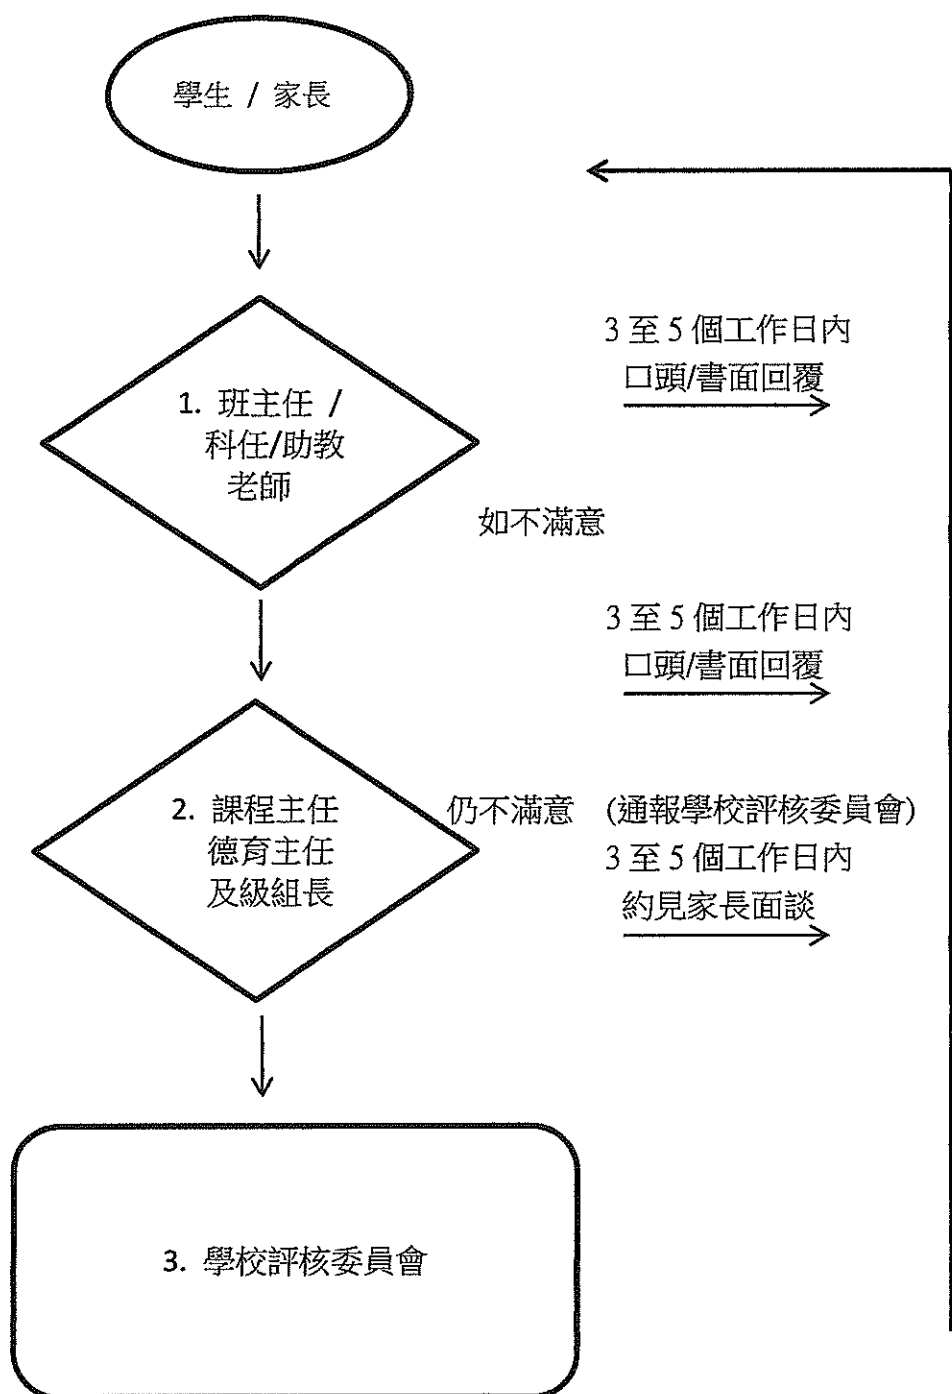 學生 / 家長
3 至 5 個工作日內
口頭/書面回覆
1. 班主任 /
科任/助教
老師
如不滿意
3 至 5 個工作日內
口頭/書面回覆
2. 課程主任
德育主任
及級組長
仍不滿意 (通報學校評核委員會)
3 至 5 個工作日內
約見家長面談
3. 學校評核委員會